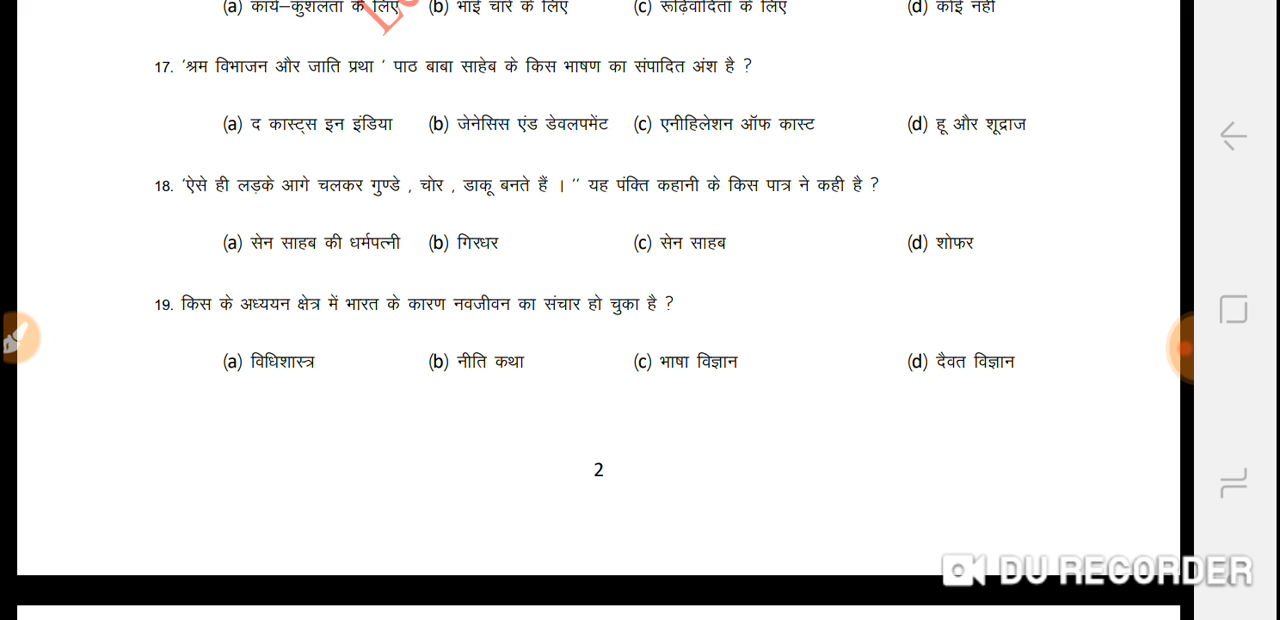 (a) कार्य–कुशलता के लिए (b) भाई चारे के लिए (c) रूढ़िवादिता के लिए (d) कोई नहीं
17. ‘श्रम विभाजन और जाति प्रथा ‘ पाठ बाबा साहेब के किस भाषण का संपादित अंश है ?
(a) द कास्ट्स इन इंडिया (b) जेनेसिस एंड डेवलपमेंट (c) एनीहिलेशन ऑफ कास्ट (d) हू और शूद्राज
18. ‘ऐसे ही लड़के आगे चलकर गुण्डे , चोर , डाकू बनते हैं । ‘‘ यह पंक्ति कहानी के किस पात्र ने कही है ?
(a) सेन साहब की धर्मपत्नी (b) गिरधर (c) सेन साहब (d) शोफर
19. किस के अध्ययन क्षेत्र में भारत के कारण नवजीवन का संचार हो चुका है ?
(a) विधिशास्त्र (b) नीति कथा (c) भाषा विज्ञान (d) दैवत विज्ञान
2
DU RECORDER